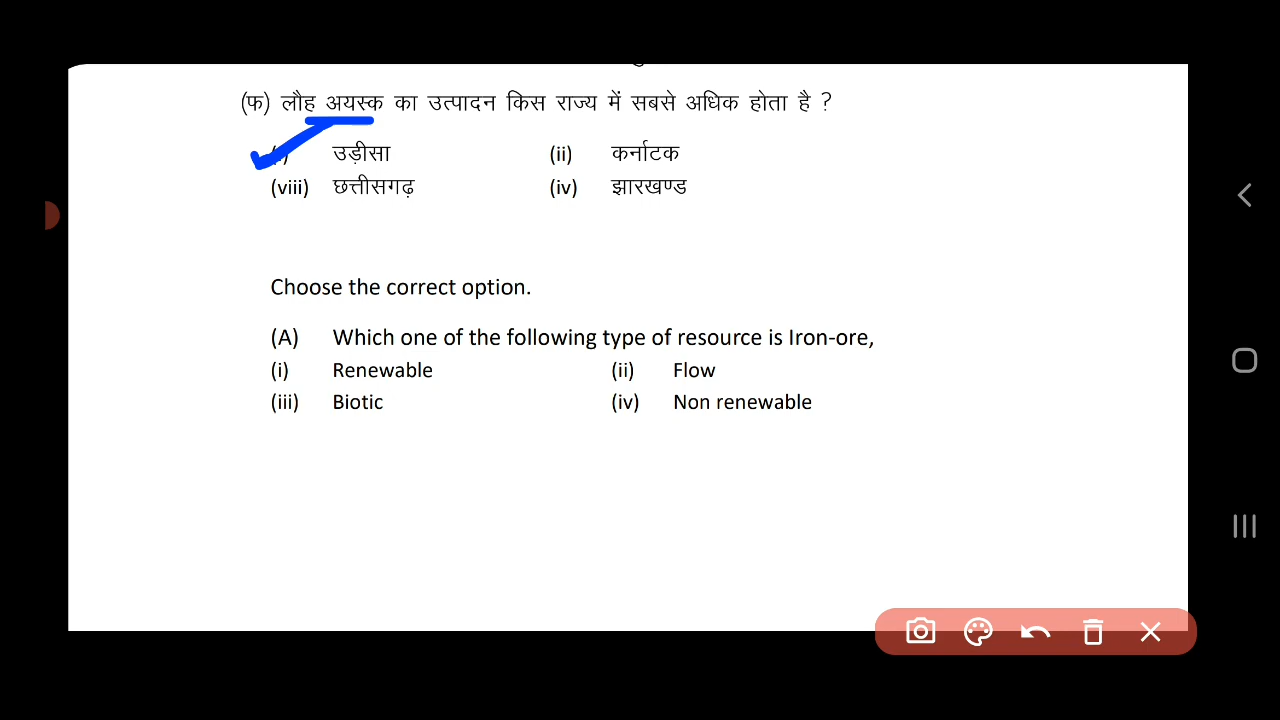 (फ) लौह अयस्क का उत्पादन किस राज्य में सबसे अधिक होता है ?
(i) उड़ीसा (ii) कर्नाटक
(viii) छत्तीसगढ़ (iv) झारखण्ड
Choose the correct option.
(A) Which one of the following type of resource is Iron-ore,
(i) Renewable (ii) Flow
(iii) Biotic (iv) Non renewable